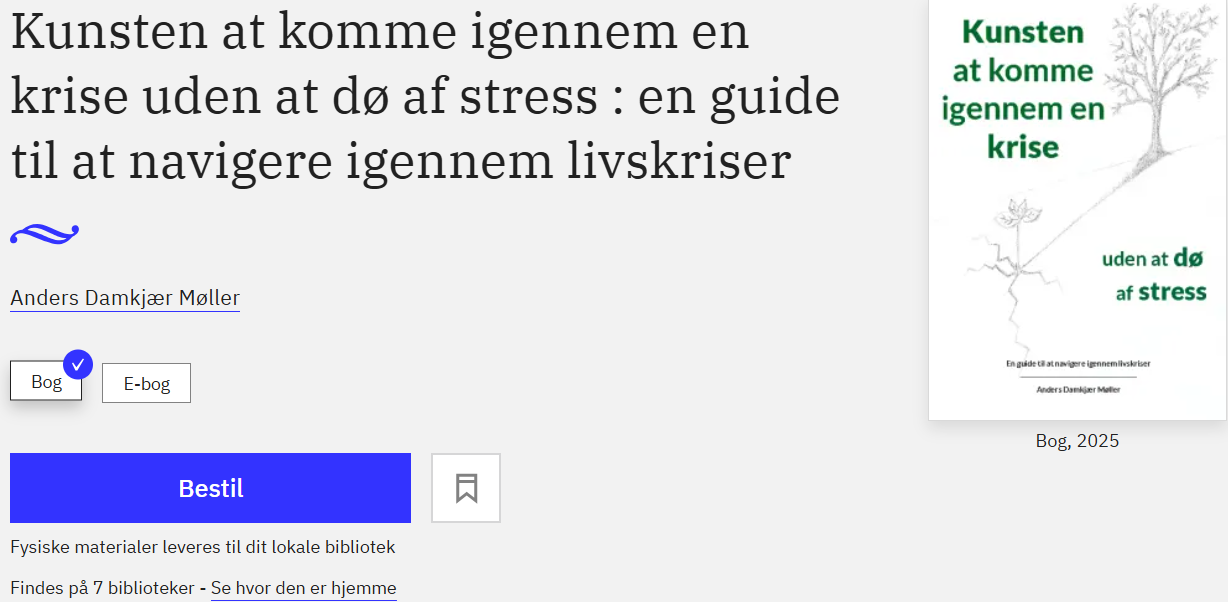 Kunsten at komme igennem en
krise uden at dø af stress : en guide
til at navigere igennem livskriser
Anders Damkjær Møller
Bog
E-bog
Bestil
Fysiske materialer leveres til dit lokale bibliotek
Findes på 7 biblioteker - Se hvor den er hjemme
Kunsten
at komme
igennem en
krise
uden at dø
af stress
En guide til at navigere igennem livskriser
Anders Damkjær Møller
Bog, 2025